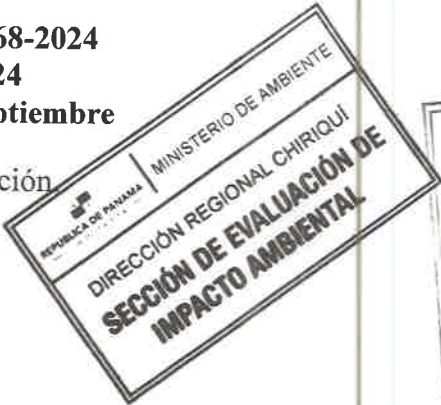 68-2024
24
ptiembre
ción,
REPÚBLICA DE PANAMÁ
MINISTERIO DE AMBIENTE
DIRECCIÓN REGIONAL CHIRIQUÍ
SECCIÓN DE EVALUACIÓN DE
IMPACTO AMBIENTAL